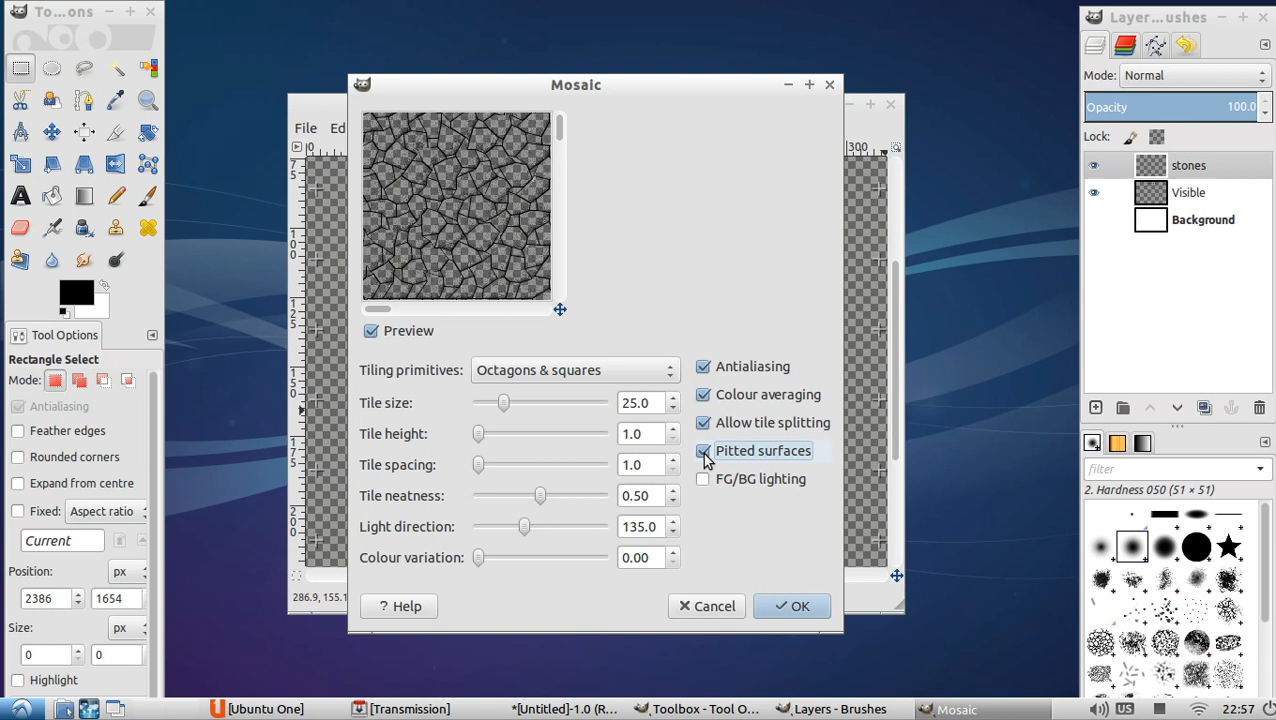 To...ons
Mosaic
Layer...ushes
File Ed
Mode: Normal
Opacity 100.0
Lock:
0
300
stones
Visible
Background
Preview
Tool Options
Rectangle Select
Mode:
Antialiasing
Feather edges
Rounded corners
Expand from centre
Fixed: Aspect ratio
Current
Position: px
2386 1654
Size: px
0 0
Highlight
Tiling primitives: Octagons & squares
Tile size: 25.0
Tile height: 1.0
Tile spacing: 1.0
Tile neatness: 0.50
Light direction: 135.0
Colour variation: 0.00
Antialiasing
Colour averaging
Allow tile splitting
Pitted surfaces
FG/BG lighting
? Help
Cancel
OK
286.9, 155.1
filter
2. Hardness 050 (51 × 51)
[Ubuntu One]
[Transmission]
*[Untitled]-1.0 (R...
Toolbox - Tool O...
Layers - Brushes
Mosaic
US
22:57